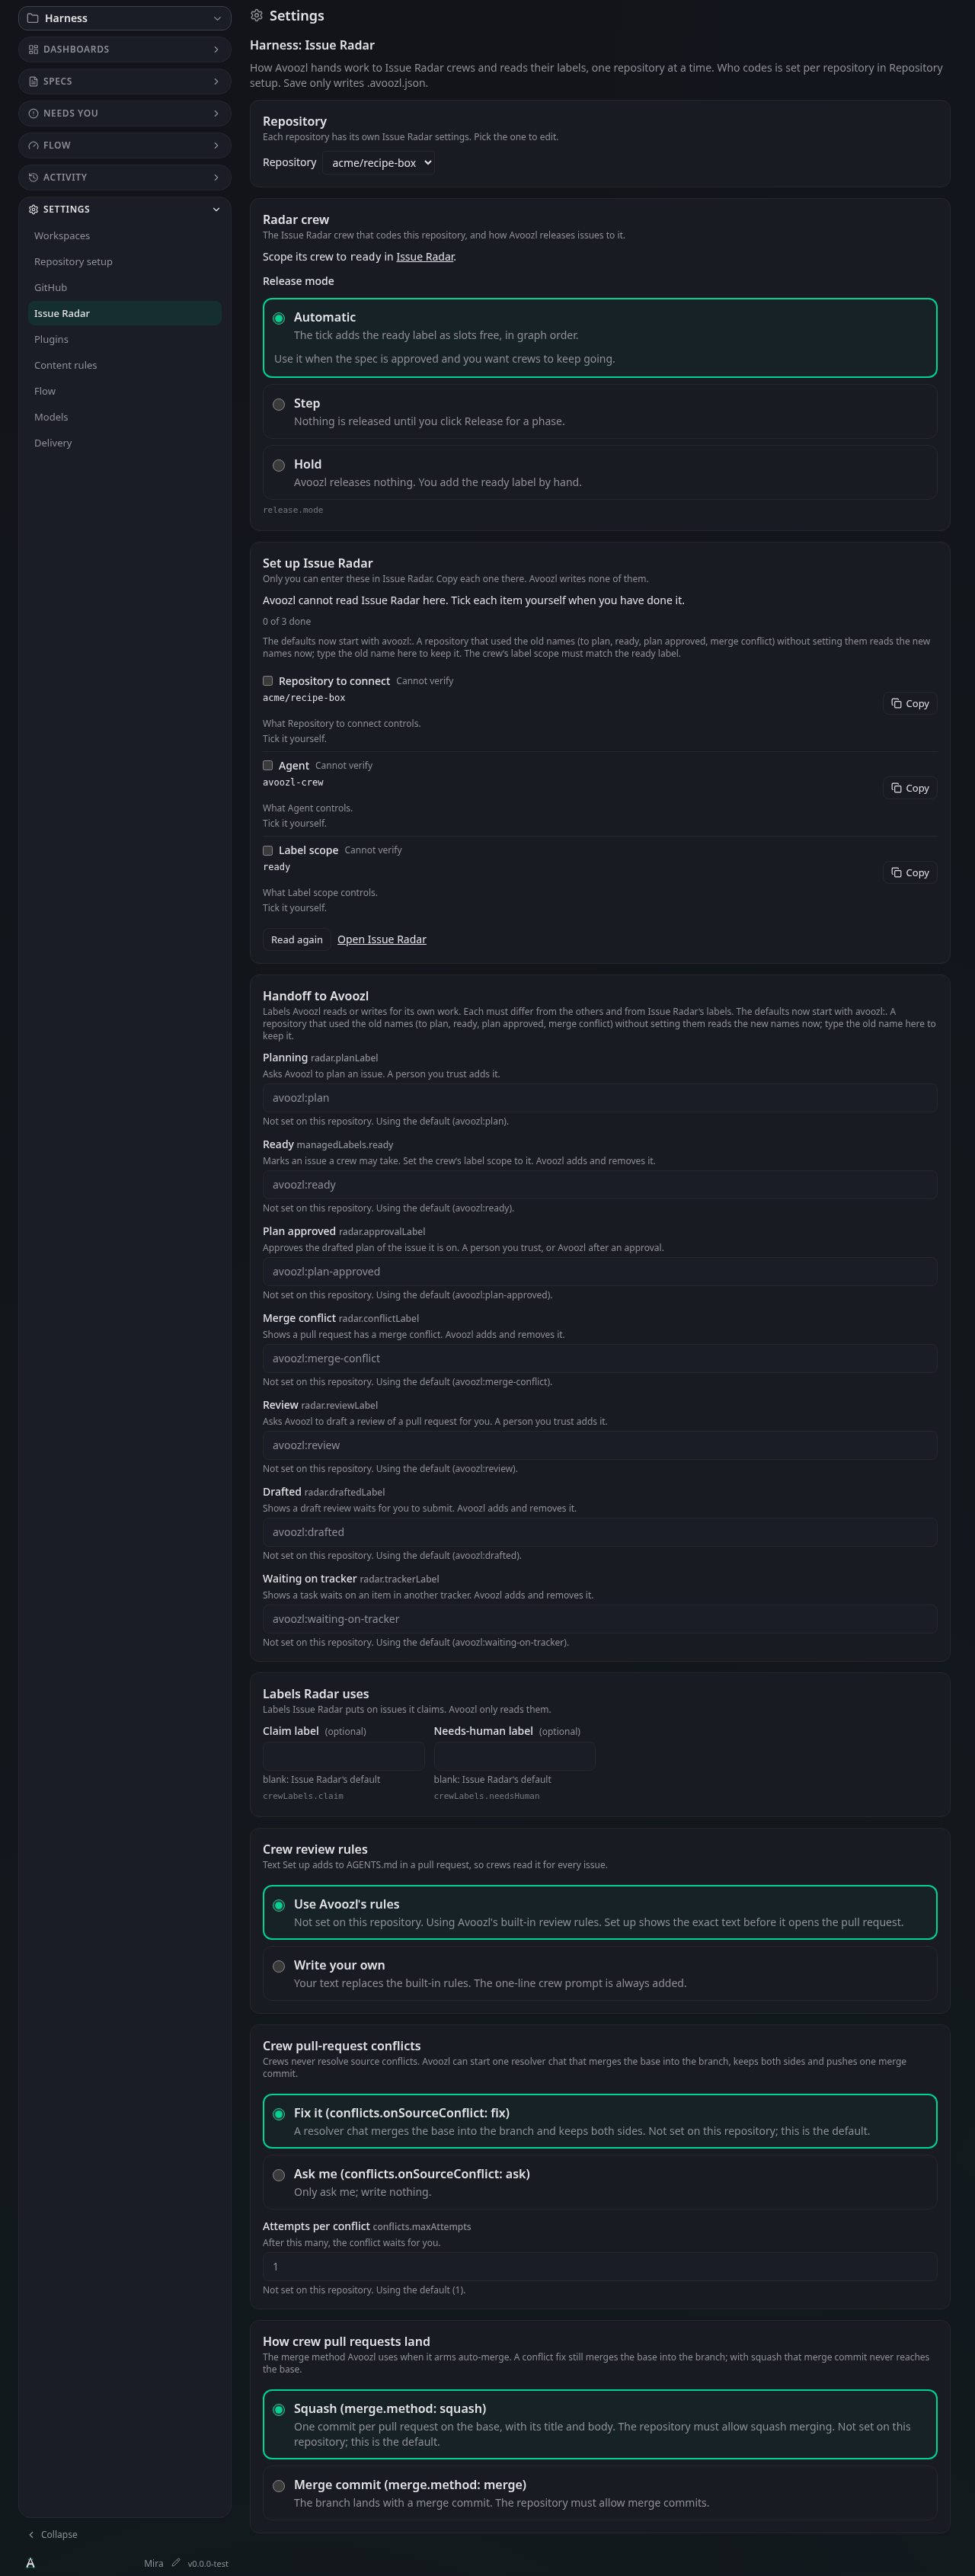 Harness
DASHBOARDS
SPECS
NEEDS YOU
FLOW
ACTIVITY
SETTINGS
Workspaces
Repository setup
GitHub
Issue Radar
Plugins
Content rules
Flow
Models
Delivery
Collapse
A
Mira
v0.0.0-test
Settings
Harness: Issue Radar
How Avoozl hands work to Issue Radar crews and reads their labels, one repository at a time. Who codes is set per repository in Repository
setup. Save only writes .avoozl.json.
Repository
Each repository has its own Issue Radar settings. Pick the one to edit.
Repository acme/recipe-box
Radar crew
The Issue Radar crew that codes this repository, and how Avoozl releases issues to it.
Scope its crew to ready in Issue Radar.
Release mode
Automatic
The tick adds the ready label as slots free, in graph order.
Use it when the spec is approved and you want crews to keep going.
Step
Nothing is released until you click Release for a phase.
Hold
Avoozl releases nothing. You add the ready label by hand.
release.mode
Set up Issue Radar
Only you can enter these in Issue Radar. Copy each one there. Avoozl writes none of them.
Avoozl cannot read Issue Radar here. Tick each item yourself when you have done it.
0 of 3 done
The defaults now start with avoozl:. A repository that used the old names (to plan, ready, plan approved, merge conflict) without setting them reads the new
names now; type the old name here to keep it. The crew's label scope must match the ready label.
Repository to connect Cannot verify
acme/recipe-box
Copy
What Repository to connect controls.
Tick it yourself.
Agent Cannot verify
avoozl-crew
Copy
What Agent controls.
Tick it yourself.
Label scope Cannot verify
ready
Copy
What Label scope controls.
Tick it yourself.
Read again Open Issue Radar
Handoff to Avoozl
Labels Avoozl reads or writes for its own work. Each must differ from the others and from Issue Radar's labels. The defaults now start with avoozl:. A
repository that used the old names (to plan, ready, plan approved, merge conflict) without setting them reads the new names now; type the old name here to
keep it.
Planning radar.planLabel
Asks Avoozl to plan an issue. A person you trust adds it.
avoozl:plan
Not set on this repository. Using the default (avoozl:plan).
Ready managedLabels.ready
Marks an issue a crew may take. Set the crew's label scope to it. Avoozl adds and removes it.
avoozl:ready
Not set on this repository. Using the default (avoozl:ready).
Plan approved radar.approvalLabel
Approves the drafted plan of the issue it is on. A person you trust, or Avoozl after an approval.
avoozl:plan-approved
Not set on this repository. Using the default (avoozl:plan-approved).
Merge conflict radar.conflictLabel
Shows a pull request has a merge conflict. Avoozl adds and removes it.
avoozl:merge-conflict
Not set on this repository. Using the default (avoozl:merge-conflict).
Review radar.reviewLabel
Asks Avoozl to draft a review of a pull request for you. A person you trust adds it.
avoozl:review
Not set on this repository. Using the default (avoozl:review).
Drafted radar.draftedLabel
Shows a draft review waits for you to submit. Avoozl adds and removes it.
avoozl:drafted
Not set on this repository. Using the default (avoozl:drafted).
Waiting on tracker radar.trackerLabel
Shows a task waits on an item in another tracker. Avoozl adds and removes it.
avoozl:waiting-on-tracker
Not set on this repository. Using the default (avoozl:waiting-on-tracker).
Labels Radar uses
Labels Issue Radar puts on issues it claims. Avoozl only reads them.
Claim label (optional) Needs-human label (optional)
blank: Issue Radar's default blank: Issue Radar's default
crewLabels.claim crewLabels.needsHuman
Crew review rules
Text Set up adds to AGENTS.md in a pull request, so crews read it for every issue.
Use Avoozl's rules
Not set on this repository. Using Avoozl's built-in review rules. Set up shows the exact text before it opens the pull request.
Write your own
Your text replaces the built-in rules. The one-line crew prompt is always added.
Crew pull-request conflicts
Crews never resolve source conflicts. Avoozl can start one resolver chat that merges the base into the branch, keeps both sides and pushes one merge
commit.
Fix it (conflicts.onSourceConflict: fix)
A resolver chat merges the base into the branch and keeps both sides. Not set on this repository; this is the default.
Ask me (conflicts.onSourceConflict: ask)
Only ask me; write nothing.
Attempts per conflict conflicts.maxAttempts
After this many, the conflict waits for you.
1
Not set on this repository. Using the default (1).
How crew pull requests land
The merge method Avoozl uses when it arms auto-merge. A conflict fix still merges the base into the branch; with squash that merge commit never reaches
the base.
Squash (merge.method: squash)
One commit per pull request on the base, with its title and body. The repository must allow squash merging. Not set on this
repository; this is the default.
Merge commit (merge.method: merge)
The branch lands with a merge commit. The repository must allow merge commits.